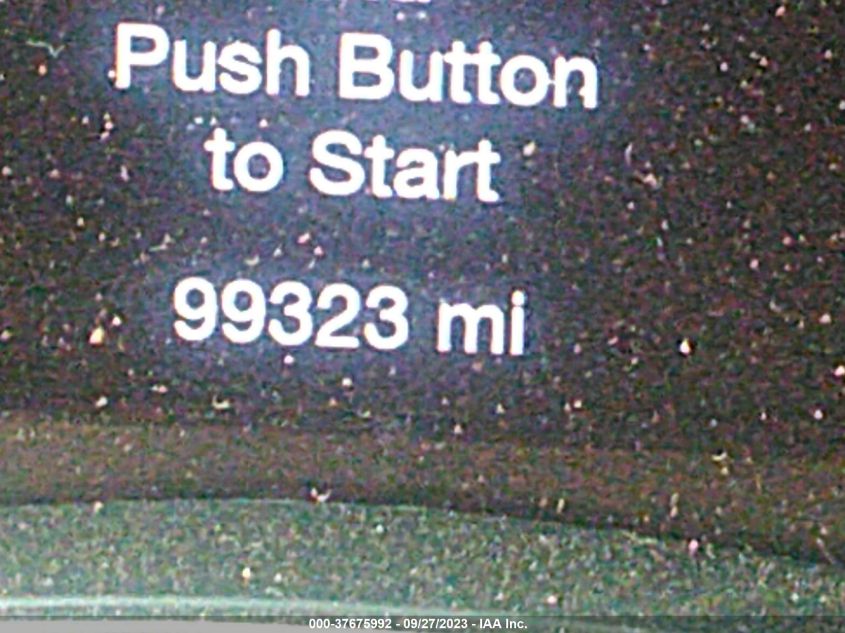 Push Button
to Start
99323 mi
000-37675992 - 09/27/2023 - IAA Inc.